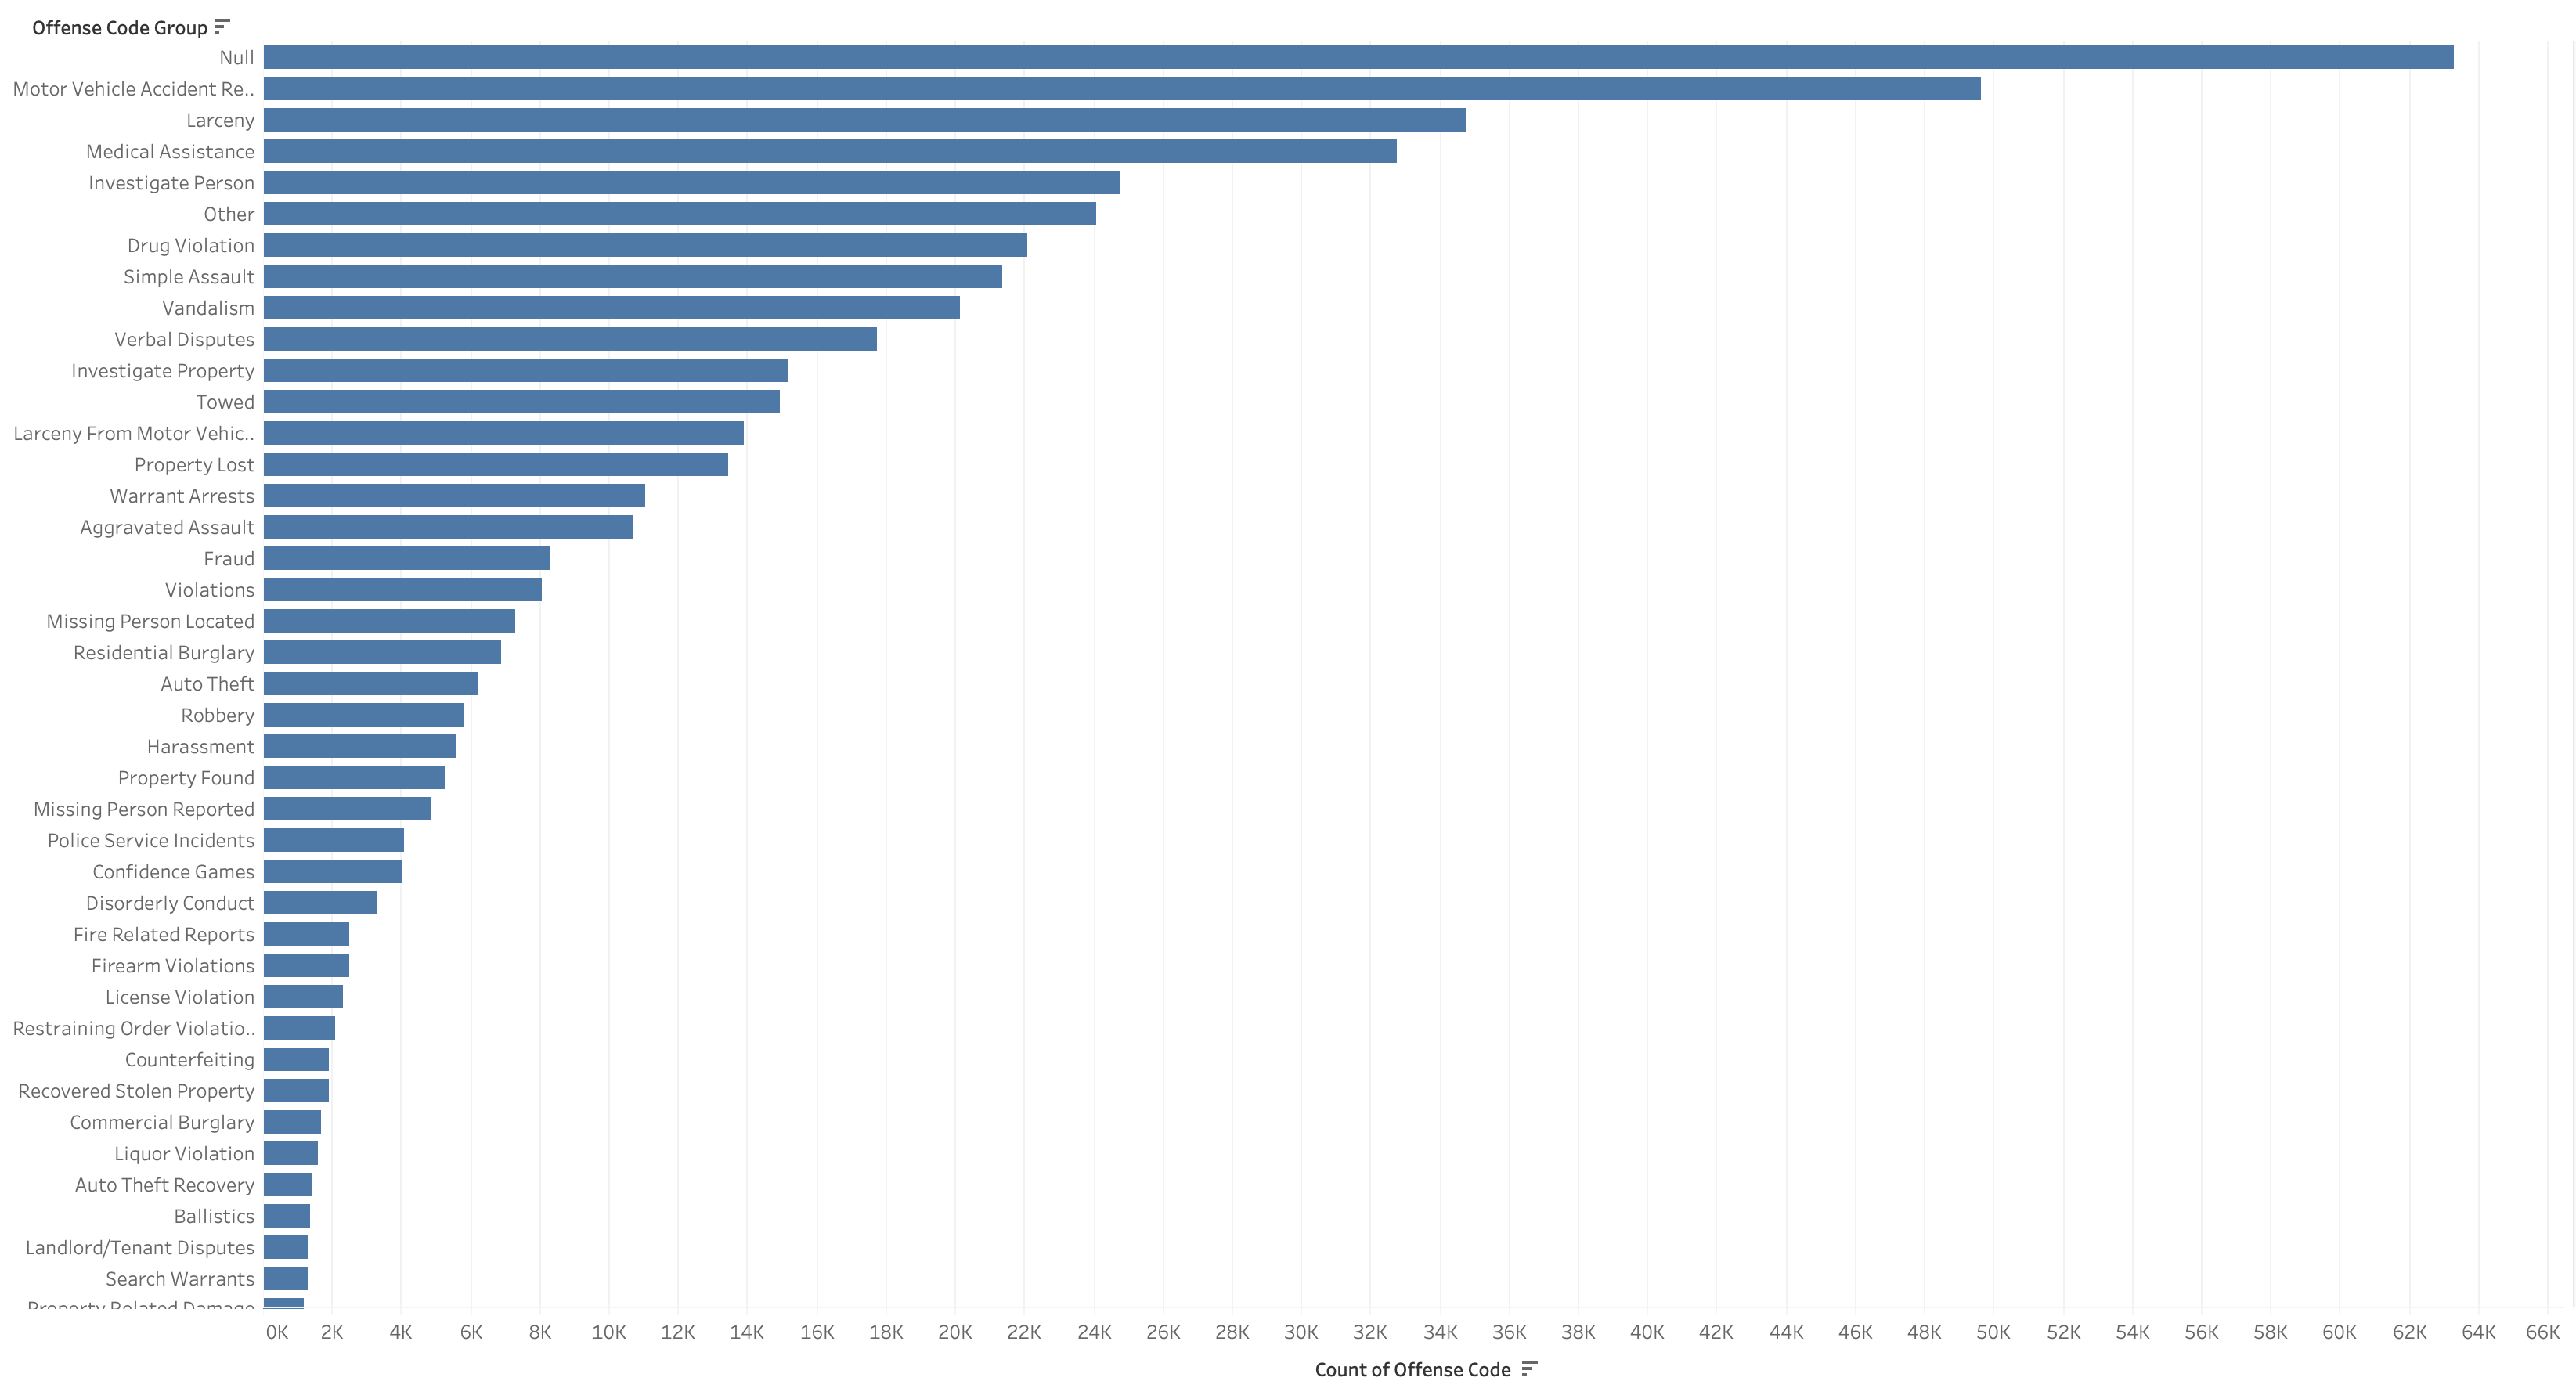 Offense Code Group
Null
Motor Vehicle Accident Re..
Larceny
Medical Assistance
Investigate Person
Other
Drug Violation
Simple Assault
Vandalism
Verbal Disputes
Investigate Property
Towed
Larceny From Motor Vehic..
Property Lost
Warrant Arrests
Aggravated Assault
Fraud
Violations
Missing Person Located
Residential Burglary
Auto Theft
Robbery
Harassment
Property Found
Missing Person Reported
Police Service Incidents
Confidence Games
Disorderly Conduct
Fire Related Reports
Firearm Violations
License Violation
Restraining Order Violatio..
Counterfeiting
Recovered Stolen Property
Commercial Burglary
Liquor Violation
Auto Theft Recovery
Ballistics
Landlord/Tenant Disputes
Search Warrants
Property Related Damage
0K 2K 4K 6K 8K 10K 12K 14K 16K 18K 20K 22K 24K 26K 28K 30K 32K 34K 36K 38K 40K 42K 44K 46K 48K 50K 52K 54K 56K 58K 60K 62K 64K 66K
Count of Offense Code